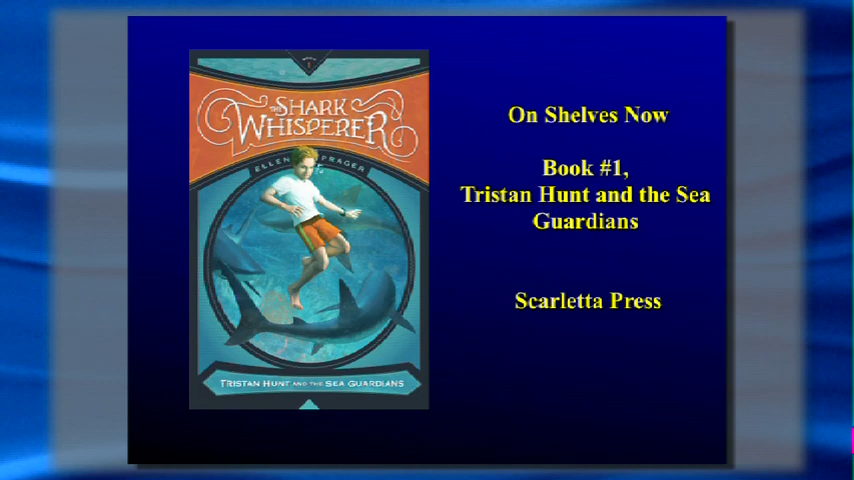 1
THE SHARK
WHISPERER
ELLEN PRAGER
TRISTAN HUNT AND THE SEA GUARDIANS
On Shelves Now
Book #1,
Tristan Hunt and the Sea
Guardians
Scarletta Press